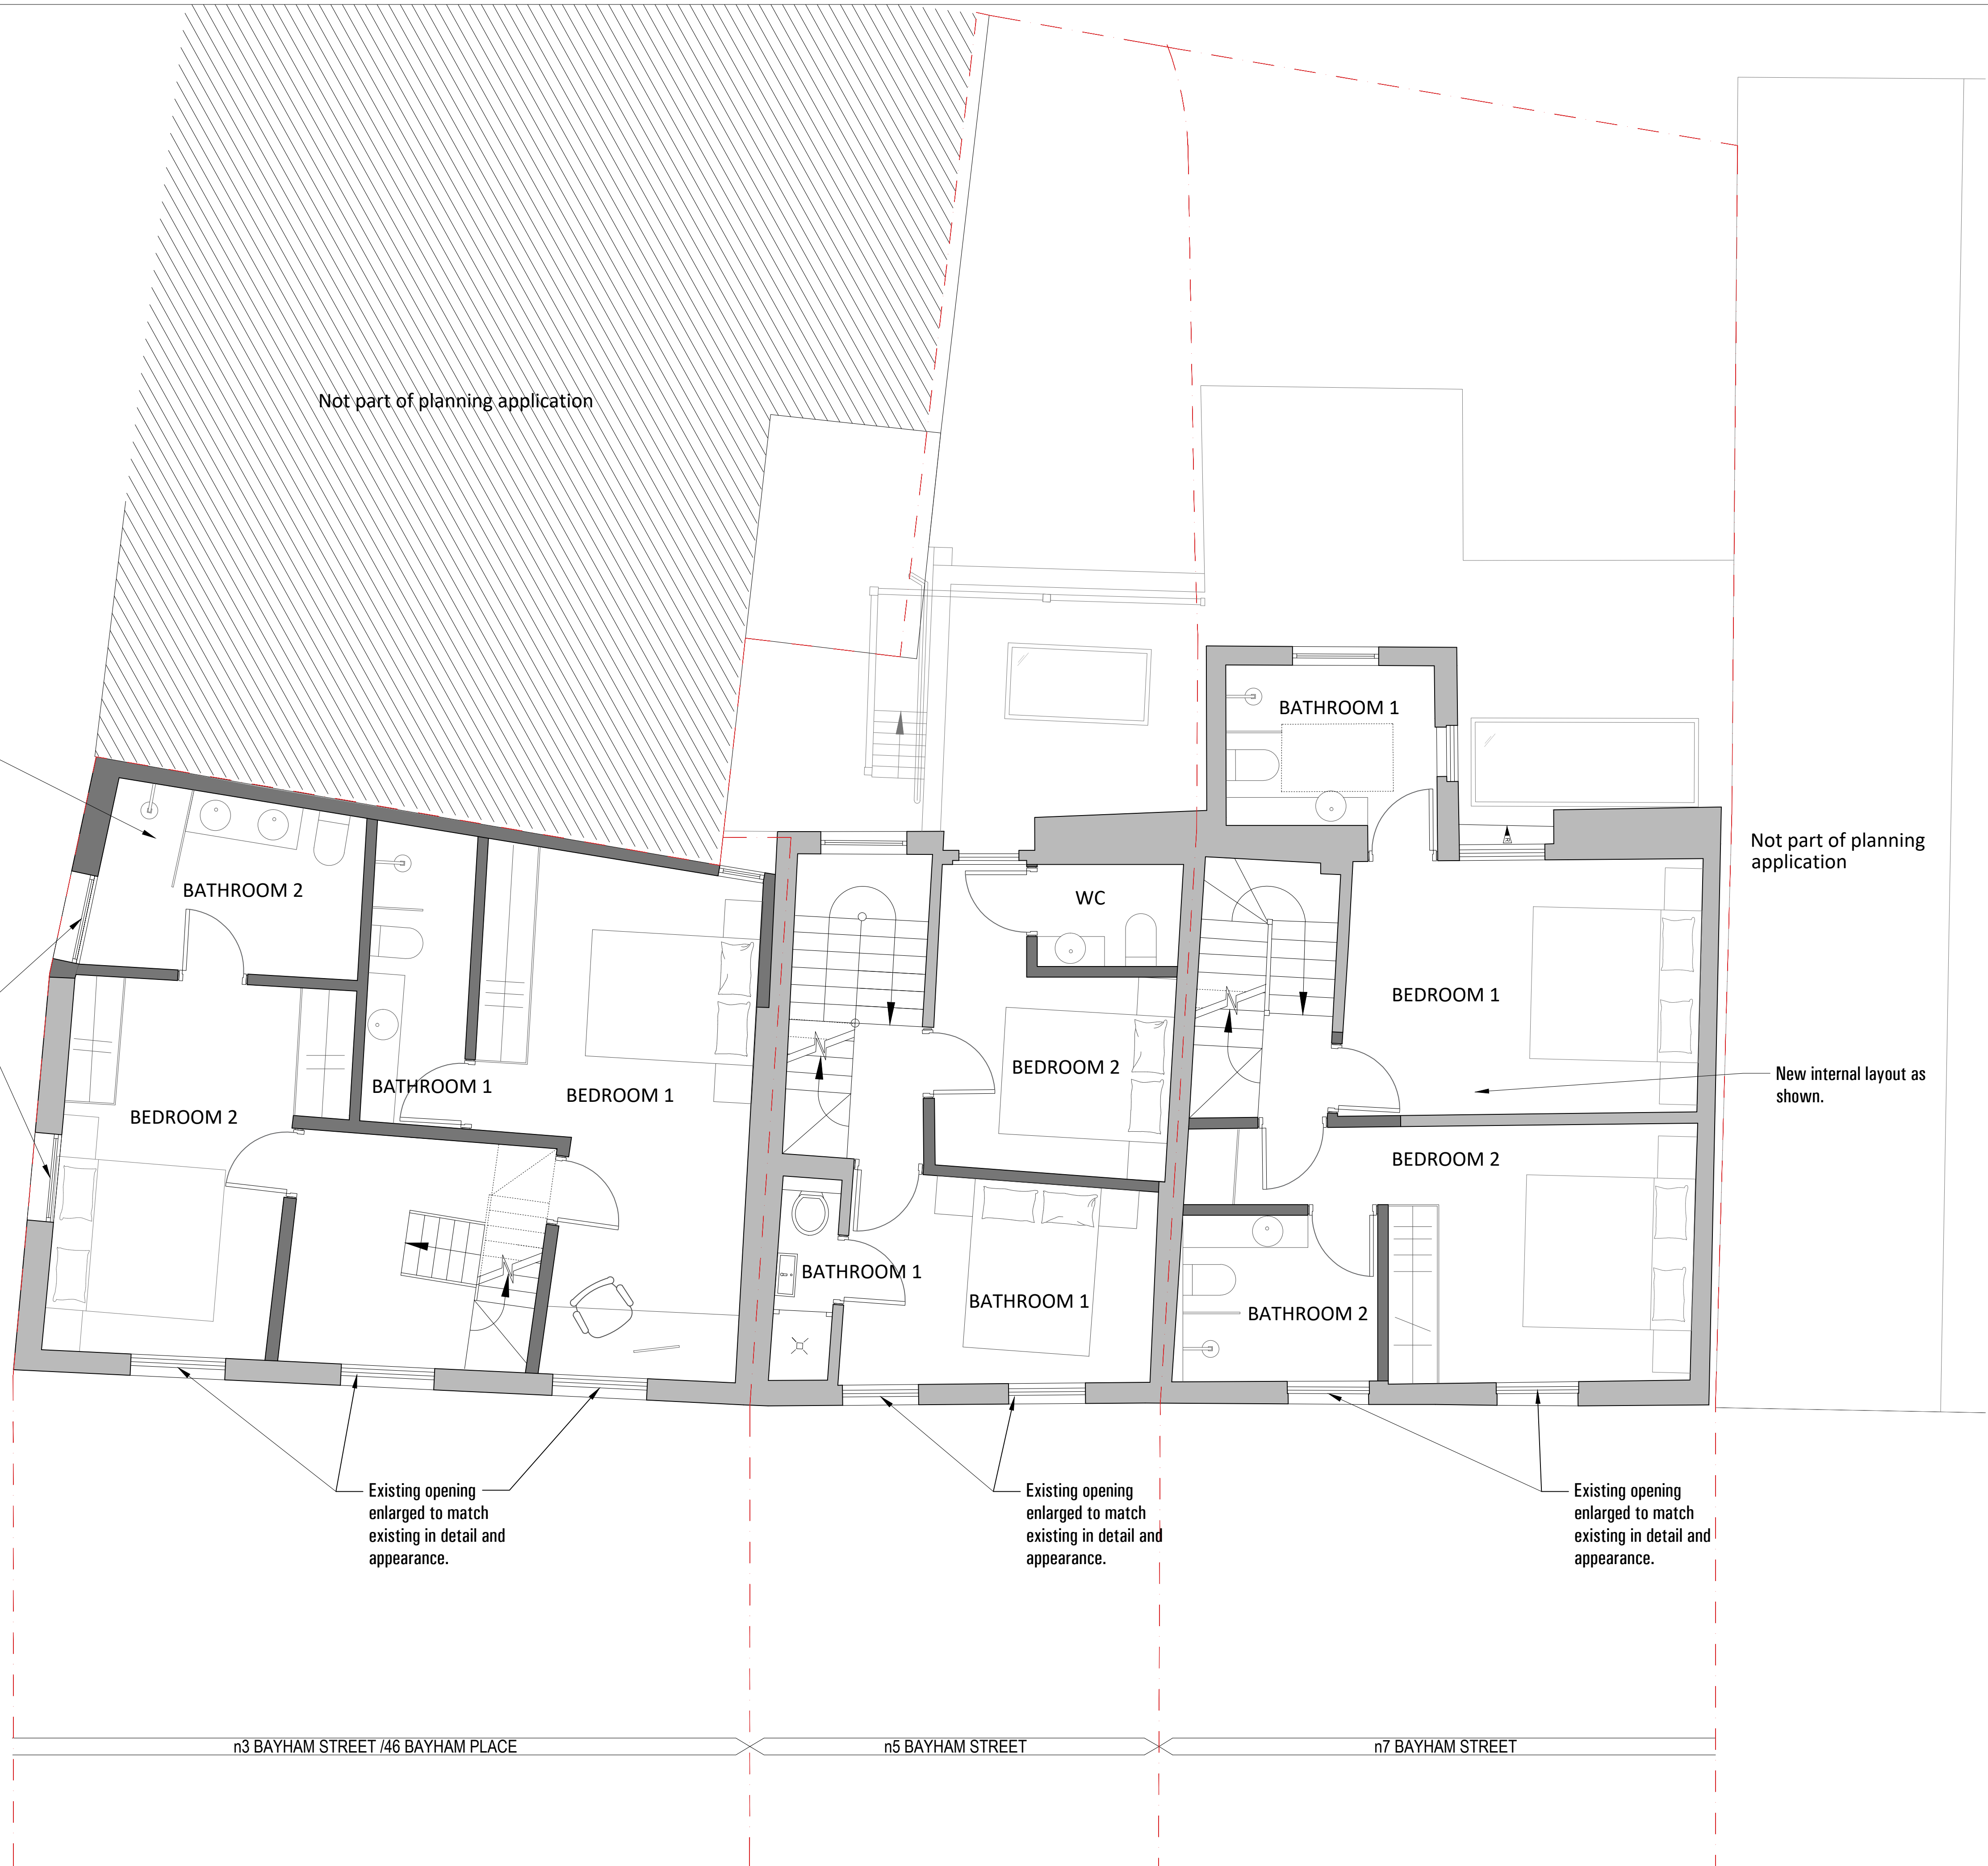 Not part of planning application
BATHROOM 1
Not part of planning
application
BATHROOM 2
WC
BEDROOM 1
BEDROOM 2
New internal layout as
shown.
BATHROOM 1
BEDROOM 1
BEDROOM 2
BEDROOM 2
BATHROOM 1
BATHROOM 1
BATHROOM 2
Existing opening
enlarged to match
existing in detail and
appearance.
Existing opening
enlarged to match
existing in detail and
appearance.
Existing opening
enlarged to match
existing in detail and
appearance.
n3 BAYHAM STREET /46 BAYHAM PLACE
n5 BAYHAM STREET
n7 BAYHAM STREET